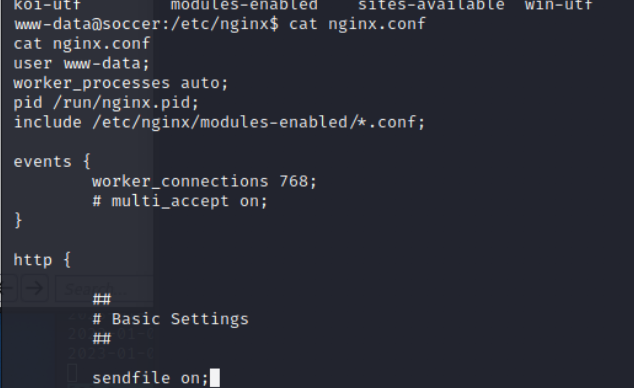 koi-utf modules-enabled sites-available win-utf
www-data@soccer:/etc/nginx$ cat nginx.conf
cat nginx.conf
user www-data;
worker_processes auto;
pid /run/nginx.pid;
include /etc/nginx/modules-enabled/*.conf;
events {
worker_connections 768;
# multi_accept on;
}
http {
##
# Basic Settings
##
sendfile on;